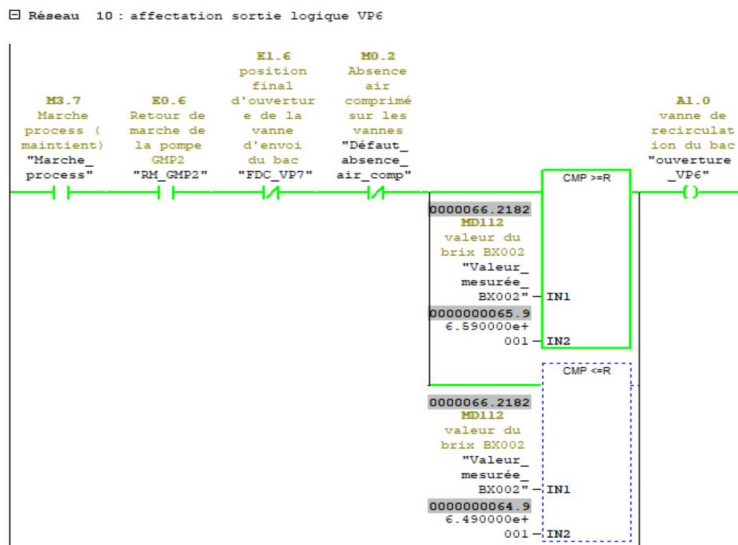 Réseau 10 : affectation sortie logique VP6
M3.7
Marche
process (
maintient)
"Marche_
process"
E0.6
Retour de
marche de
la pompe
GMP2
"RM_GMP2"
E1.6
position
final
d'ouvertur
e de la
vanne
d'envoi
du bac
"FDC_VP7"
M0.2
Absence
air
comprimé
sur les
vannes
"Défaut_
absence_
air_comp"
CMP >=R
0000066.2182
MD112
valeur du
brix BX002
"Valeur_
mesurée_
BX002"
IN1
0000000065.9
6.590000e+
001
IN2
A1.0
vanne de
recirculat
ion du bac
"ouverture
_VP6"
CMP <=R
0000066.2182
MD112
valeur du
brix BX002
"Valeur_
mesurée_
BX002"
IN1
0000000064.9
6.490000e+
001
IN2